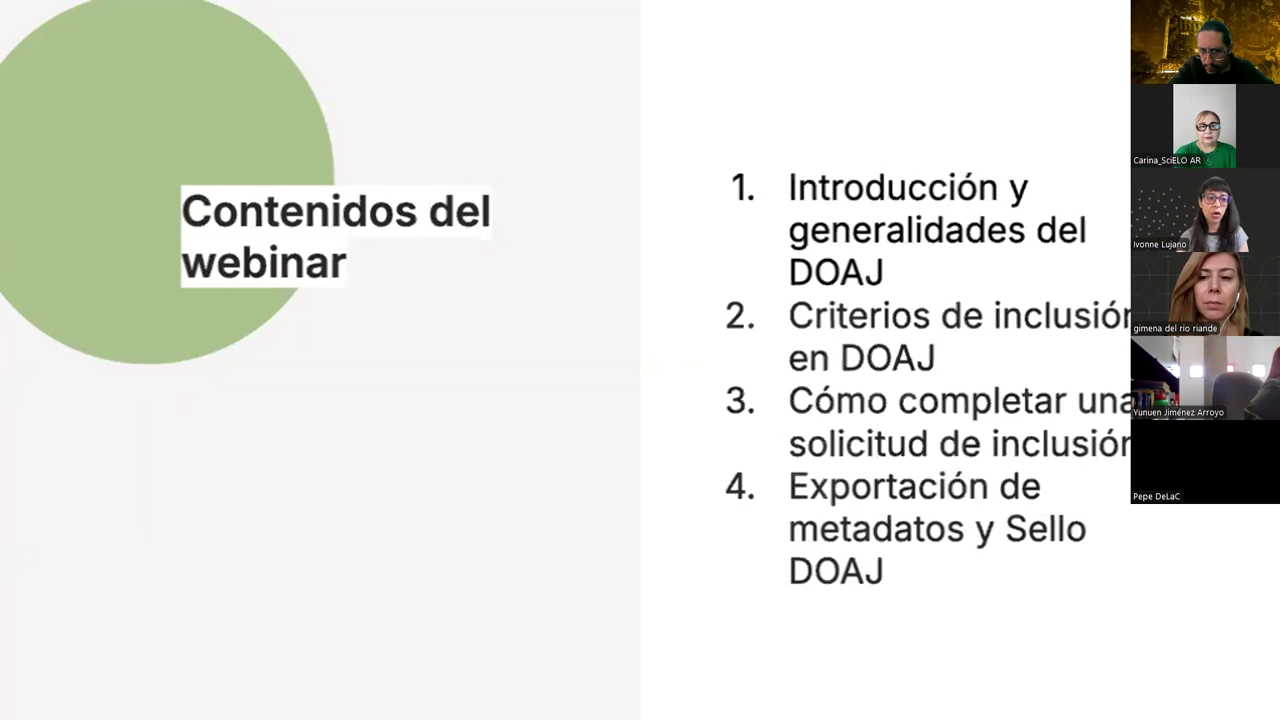 Contenidos del
webinar
1. Introducción y
generalidades del
DOAJ
2. Criterios de inclusión
en DOAJ
3. Cómo completar una
solicitud de inclusión
4. Exportación de
metadatos y Sello
DOAJ
Carina_SciELO AR
Ivonne Lujano
gimena del rio riande
Yunuen Jiménez Arroyo
Pepe DeLaC